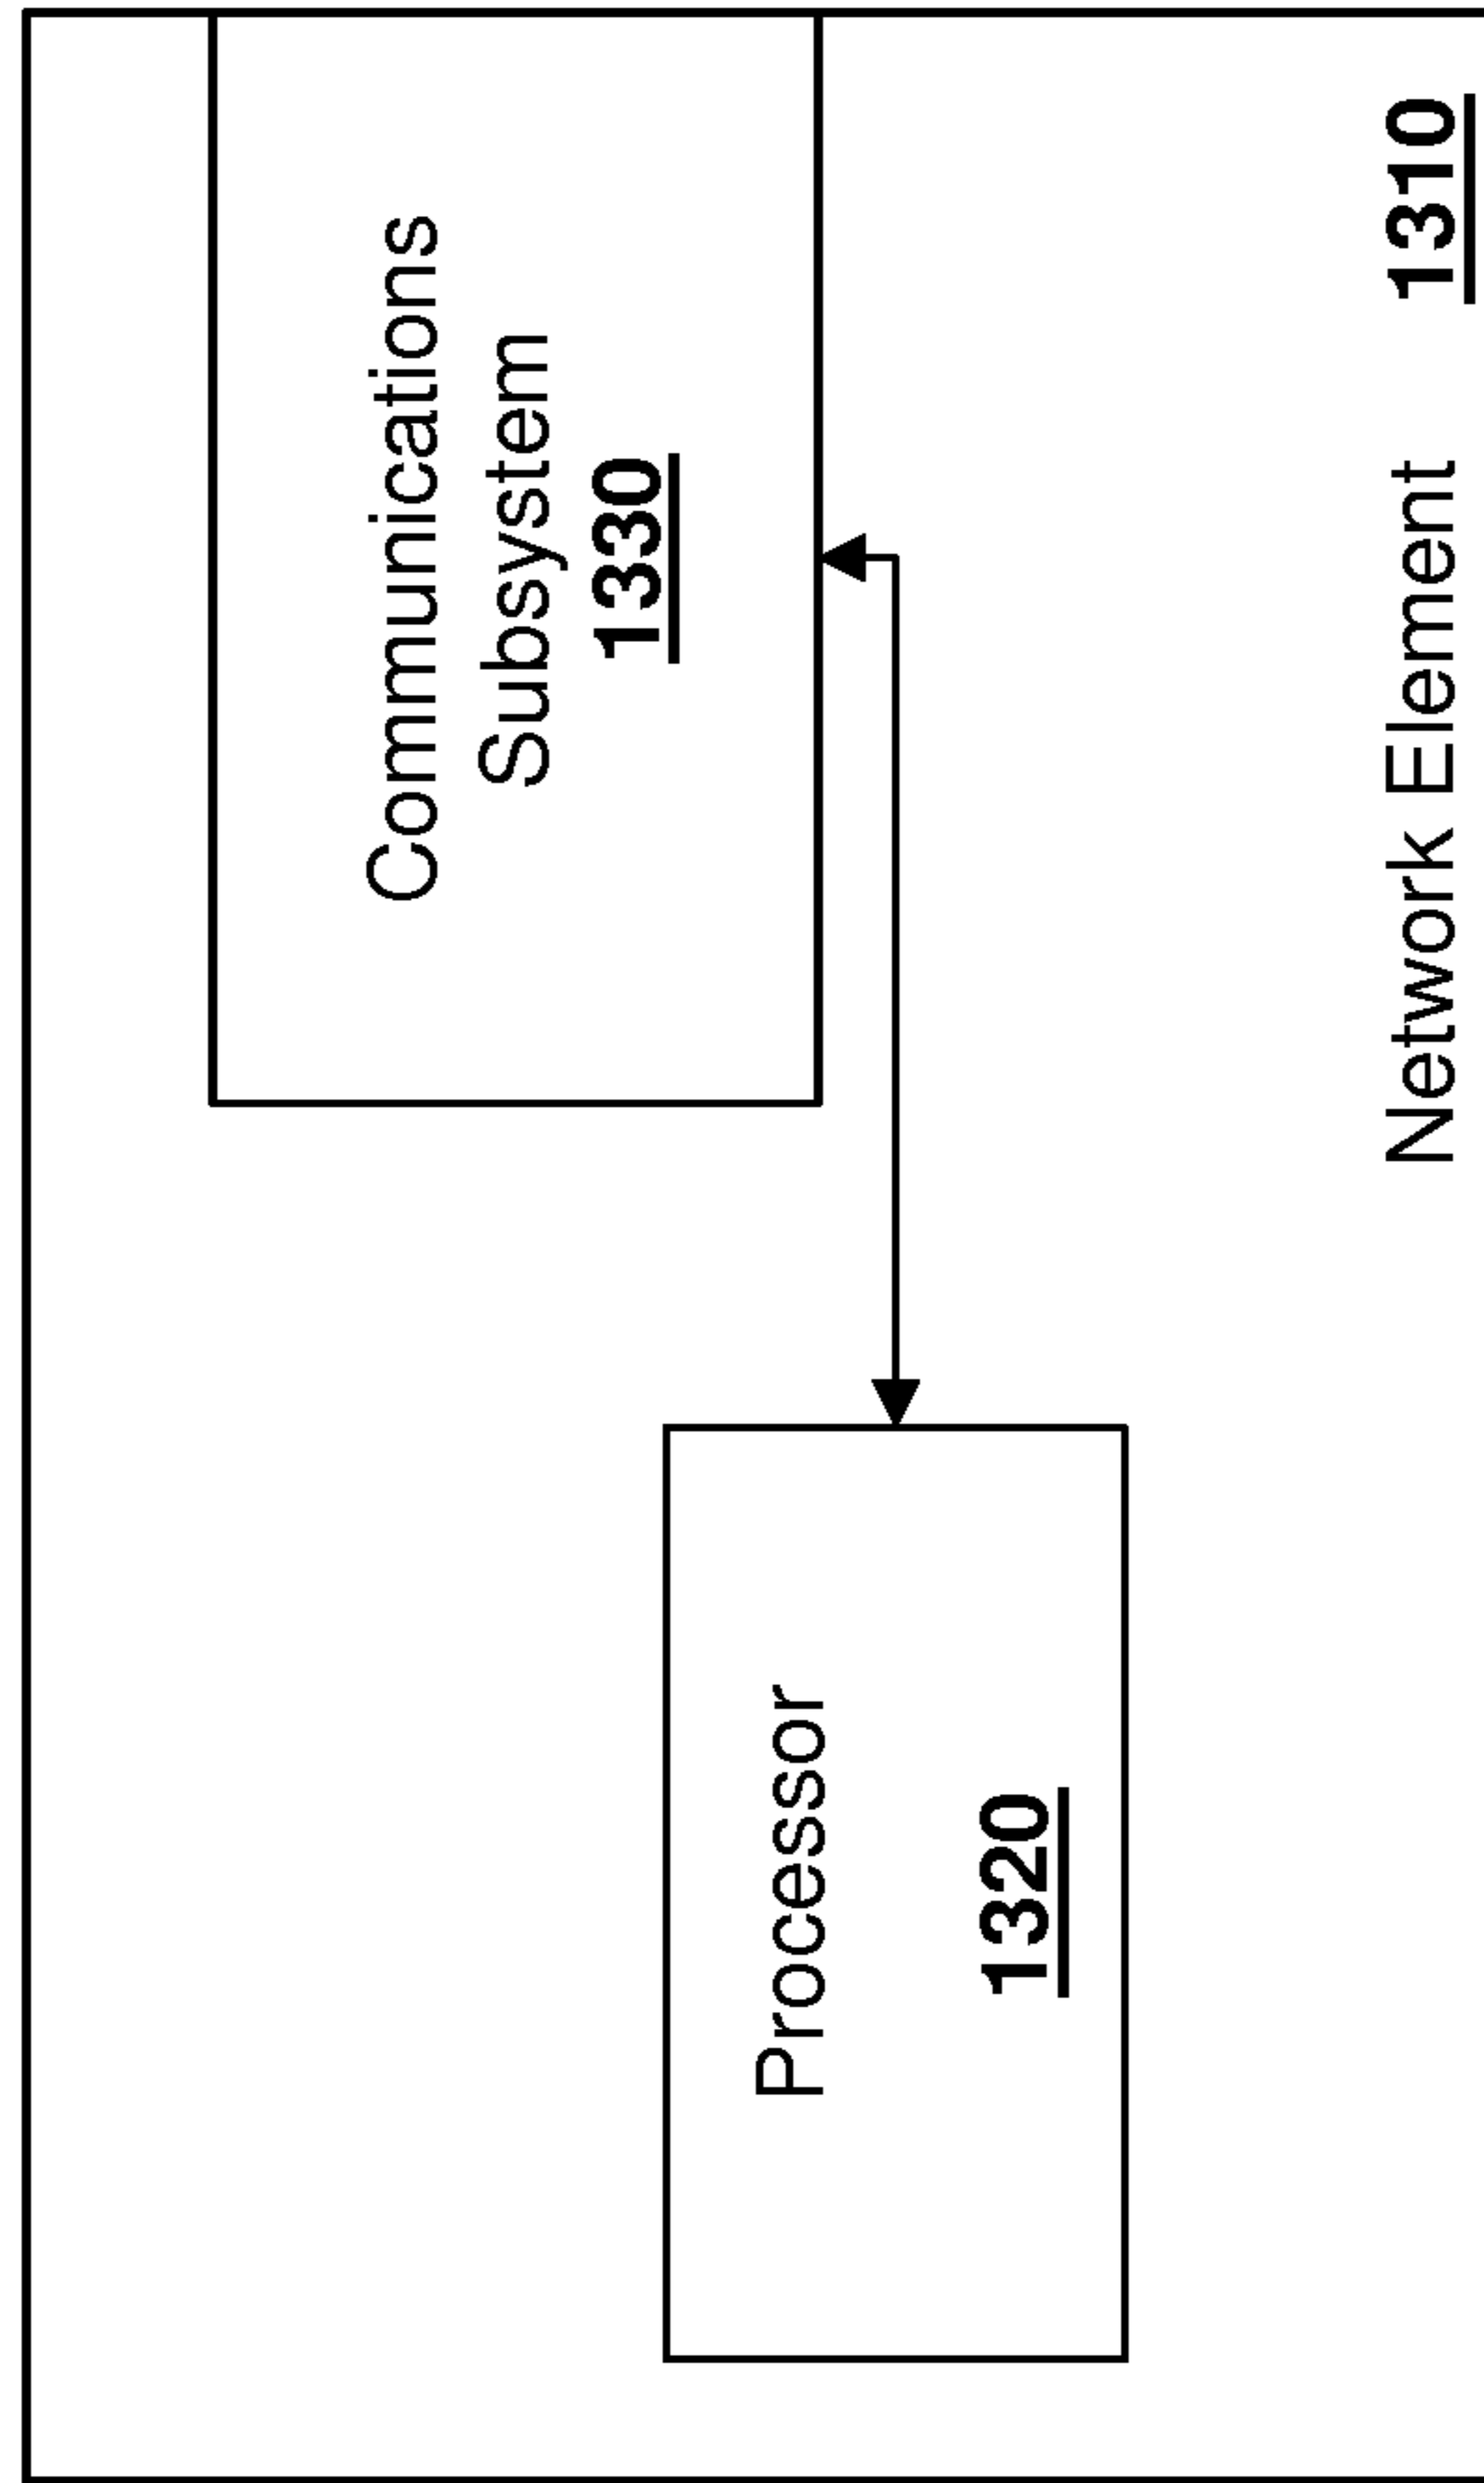 Communications
Subsystem
1330
Processor
1320
Network Element 1310